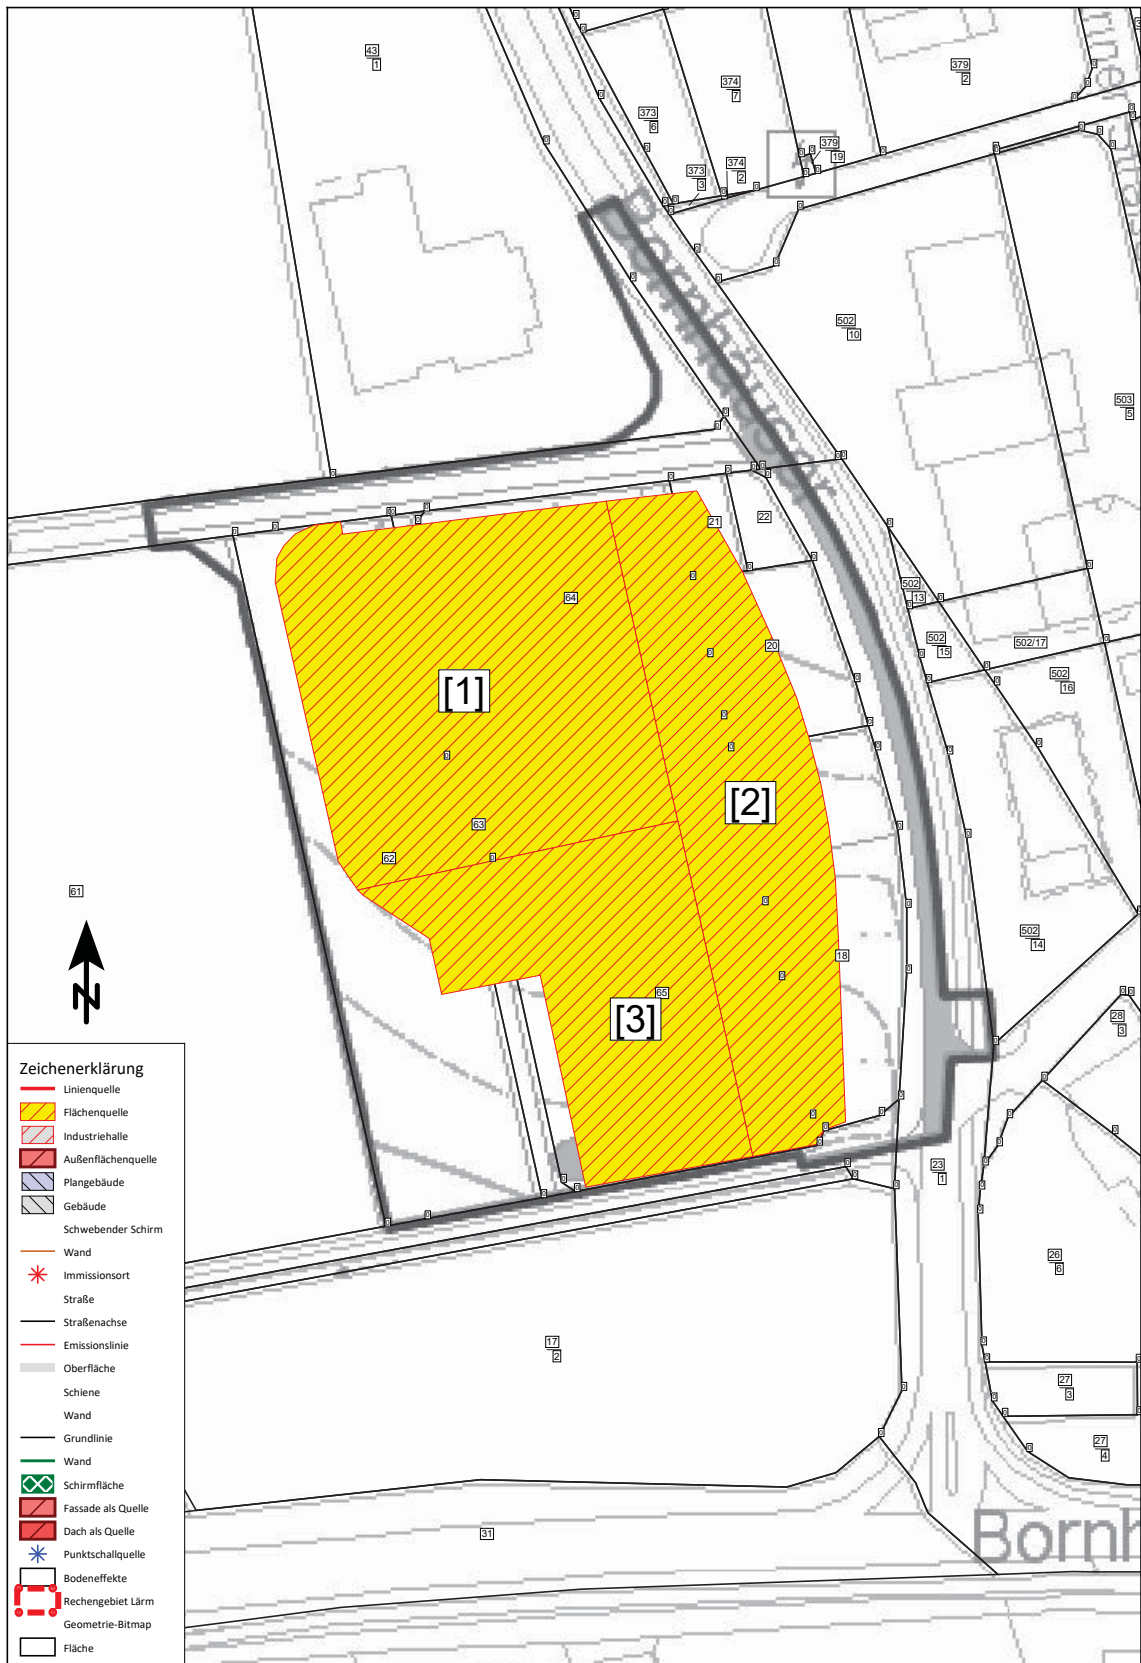 43
1
374
7
379
2
373
6
379
19
374
2
373
3
Bornhäuser
502
10
503
5
22
21
64
502
13
20
502
15
502/17
502
16
[1]
[2]
63
62
61
502
14
18
65
[3]
28
3
N
23
1
26
6
17
2
27
3
27
4
31
Bornh
Zeichenerklärung
Linienquelle
Flächenquelle
Industriehalle
Außenflächenquelle
Plangebäude
Gebäude
Schwebender Schirm
Wand
Immissionsort
Straße
Straßenachse
Emissionslinie
Oberfläche
Schiene
Wand
Grundlinie
Wand
Schirmfläche
Fassade als Quelle
Dach als Quelle
Punktschallquelle
Bodeneffekte
Rechengebiet Lärm
Geometrie-Bitmap
Fläche